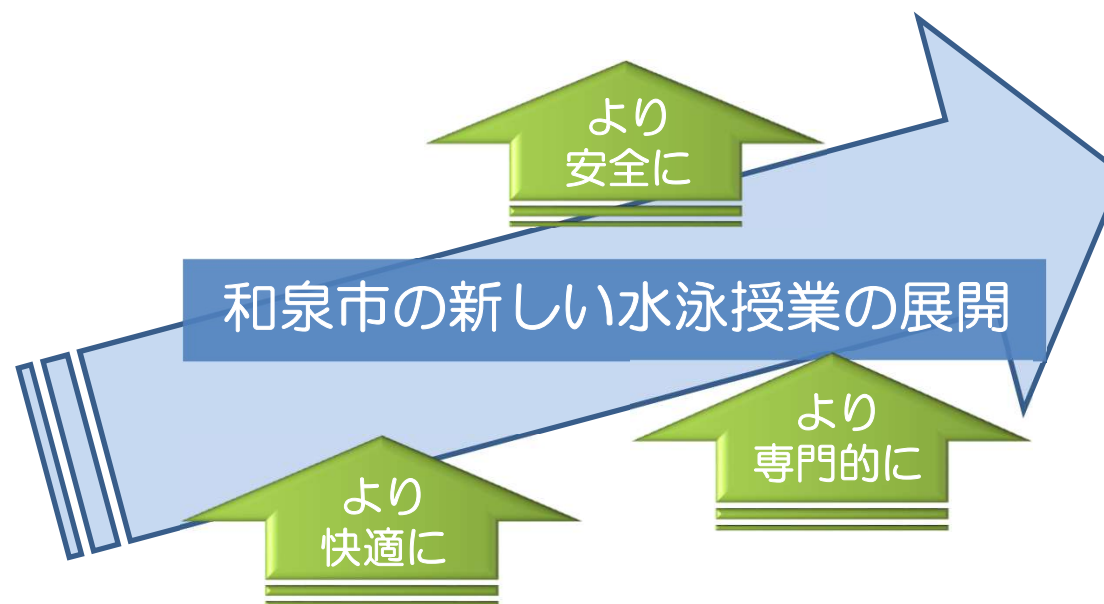 より
安全に
和泉市の新しい水泳授業の展開
より
専門的に
より
快適に